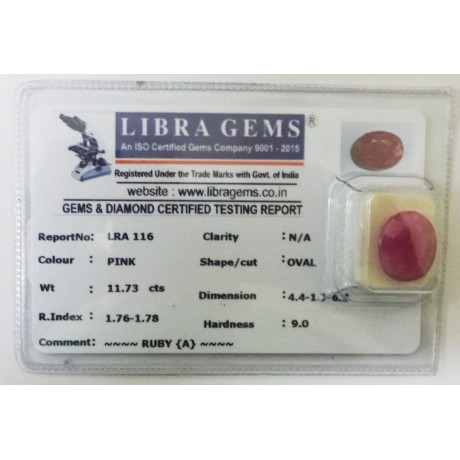 LIBRA GEMS ®
An ISO Certified Gems Company 9001 - 2015
Registered Under the Trade Marks with Govt. of India
website : www.libragems.co.in
GEMS & DIAMOND CERTIFIED TESTING REPORT
ReportNo: LRA 116 Clarity : N/A
Colour : PINK Shape/cut : OVAL
Wt : 11.73 cts Dimension :
R.Index : 1.76-1.78 Hardness : 9.0
Comment: ~~~~ RUBY {A} ~~~~